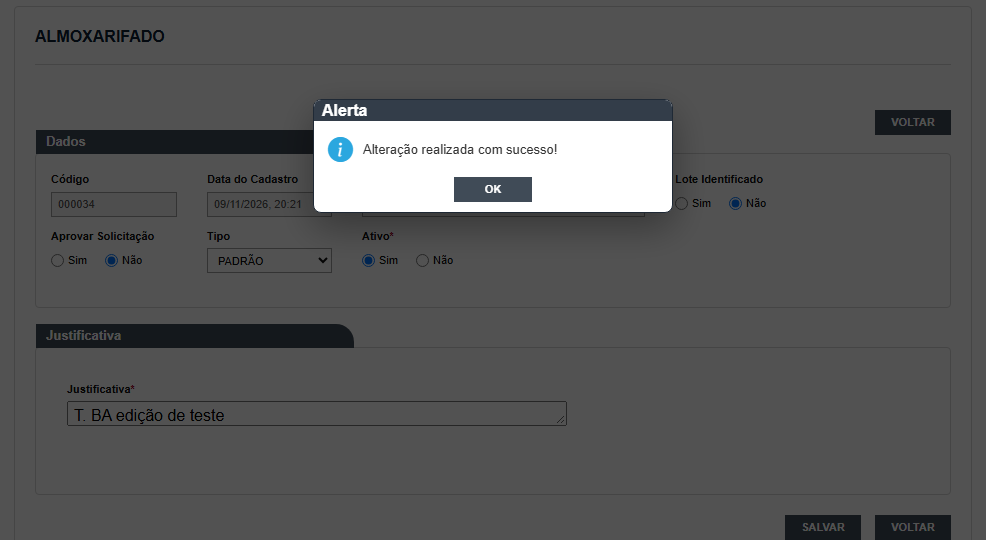 ALMOXARIFADO
Alerta
VOLTAR
Dados
i
Alteração realizada com sucesso!
Código
Data do Cadastro
Lote Identificado
OK
000034
09/11/2026, 20:21
Sim
Não
Aprovar Solicitação
Tipo
Ativo*
Sim
Não
PADRÃO
Sim
Não
Justificativa
Justificativa*
T. BA edição de teste
SALVAR
VOLTAR